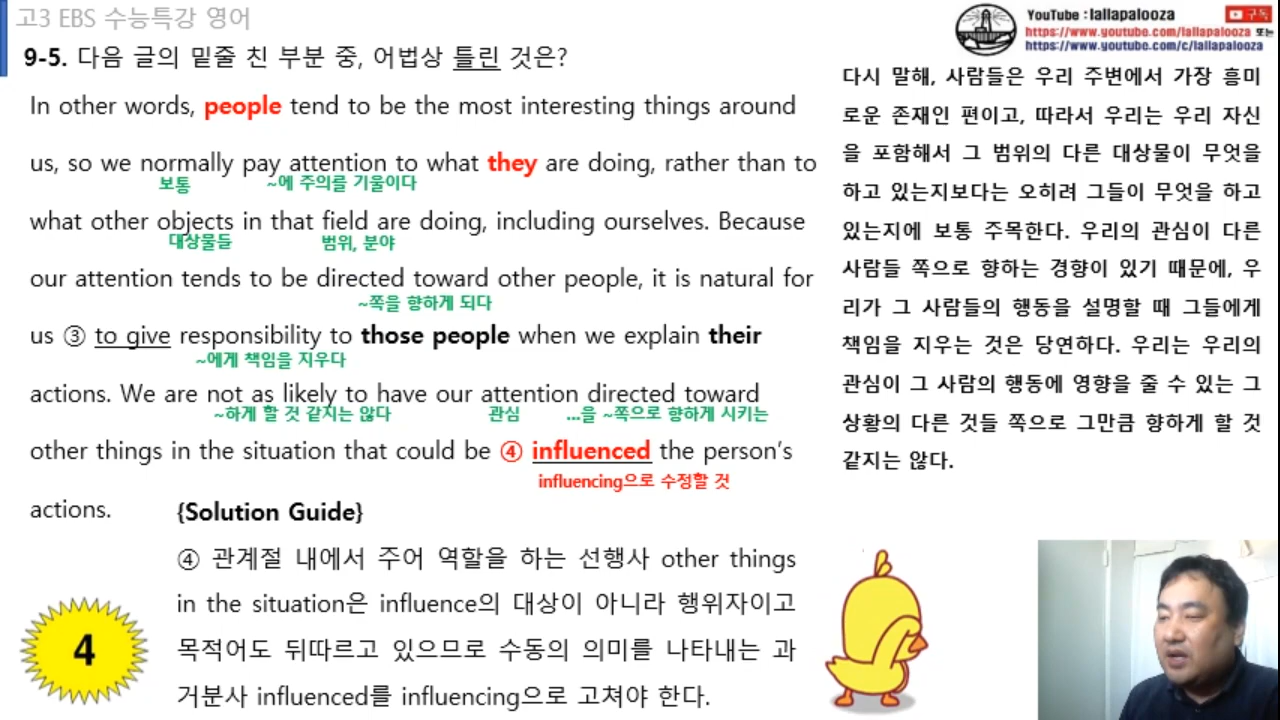 고3 EBS 수능특강 영어
YouTube : lallapalooza
구독
https://www.youtube.com/lallapalooza 또는
https://www.youtube.com/c/lallapalooza
9-5. 다음 글의 밑줄 친 부분 중, 어법상 틀린 것은?
In other words, people tend to be the most interesting things around
us, so we normally pay attention to what they are doing, rather than to
보통 ~에 주의를 기울이다
what other objects in that field are doing, including ourselves. Because
대상물들 범위, 분야
our attention tends to be directed toward other people, it is natural for
~쪽을 향하게 되다
us ③ to give responsibility to those people when we explain their
~에게 책임을 지우다
actions. We are not as likely to have our attention directed toward
~하게 할 것 같지는 않다 관심 ...을 ~쪽으로 향하게 시키는
other things in the situation that could be ④ influenced the person’s
influencing으로 수정할 것
actions.
다시 말해, 사람들은 우리 주변에서 가장 흥미
로운 존재인 편이고, 따라서 우리는 우리 자신
을 포함해서 그 범위의 다른 대상물이 무엇을
하고 있는지보다는 오히려 그들이 무엇을 하고
있는지에 보통 주목한다. 우리의 관심이 다른
사람들 쪽으로 향하는 경향이 있기 때문에, 우
리가 그 사람들의 행동을 설명할 때 그들에게
책임을 지우는 것은 당연하다. 우리는 우리의
관심이 그 사람의 행동에 영향을 줄 수 있는 그
상황의 다른 것들 쪽으로 그만큼 향하게 할 것
같지는 않다.
{Solution Guide}
④ 관계절 내에서 주어 역할을 하는 선행사 other things
in the situation은 influence의 대상이 아니라 행위자이고
목적어도 뒤따르고 있으므로 수동의 의미를 나타내는 과
거분사 influenced를 influencing으로 고쳐야 한다.
4